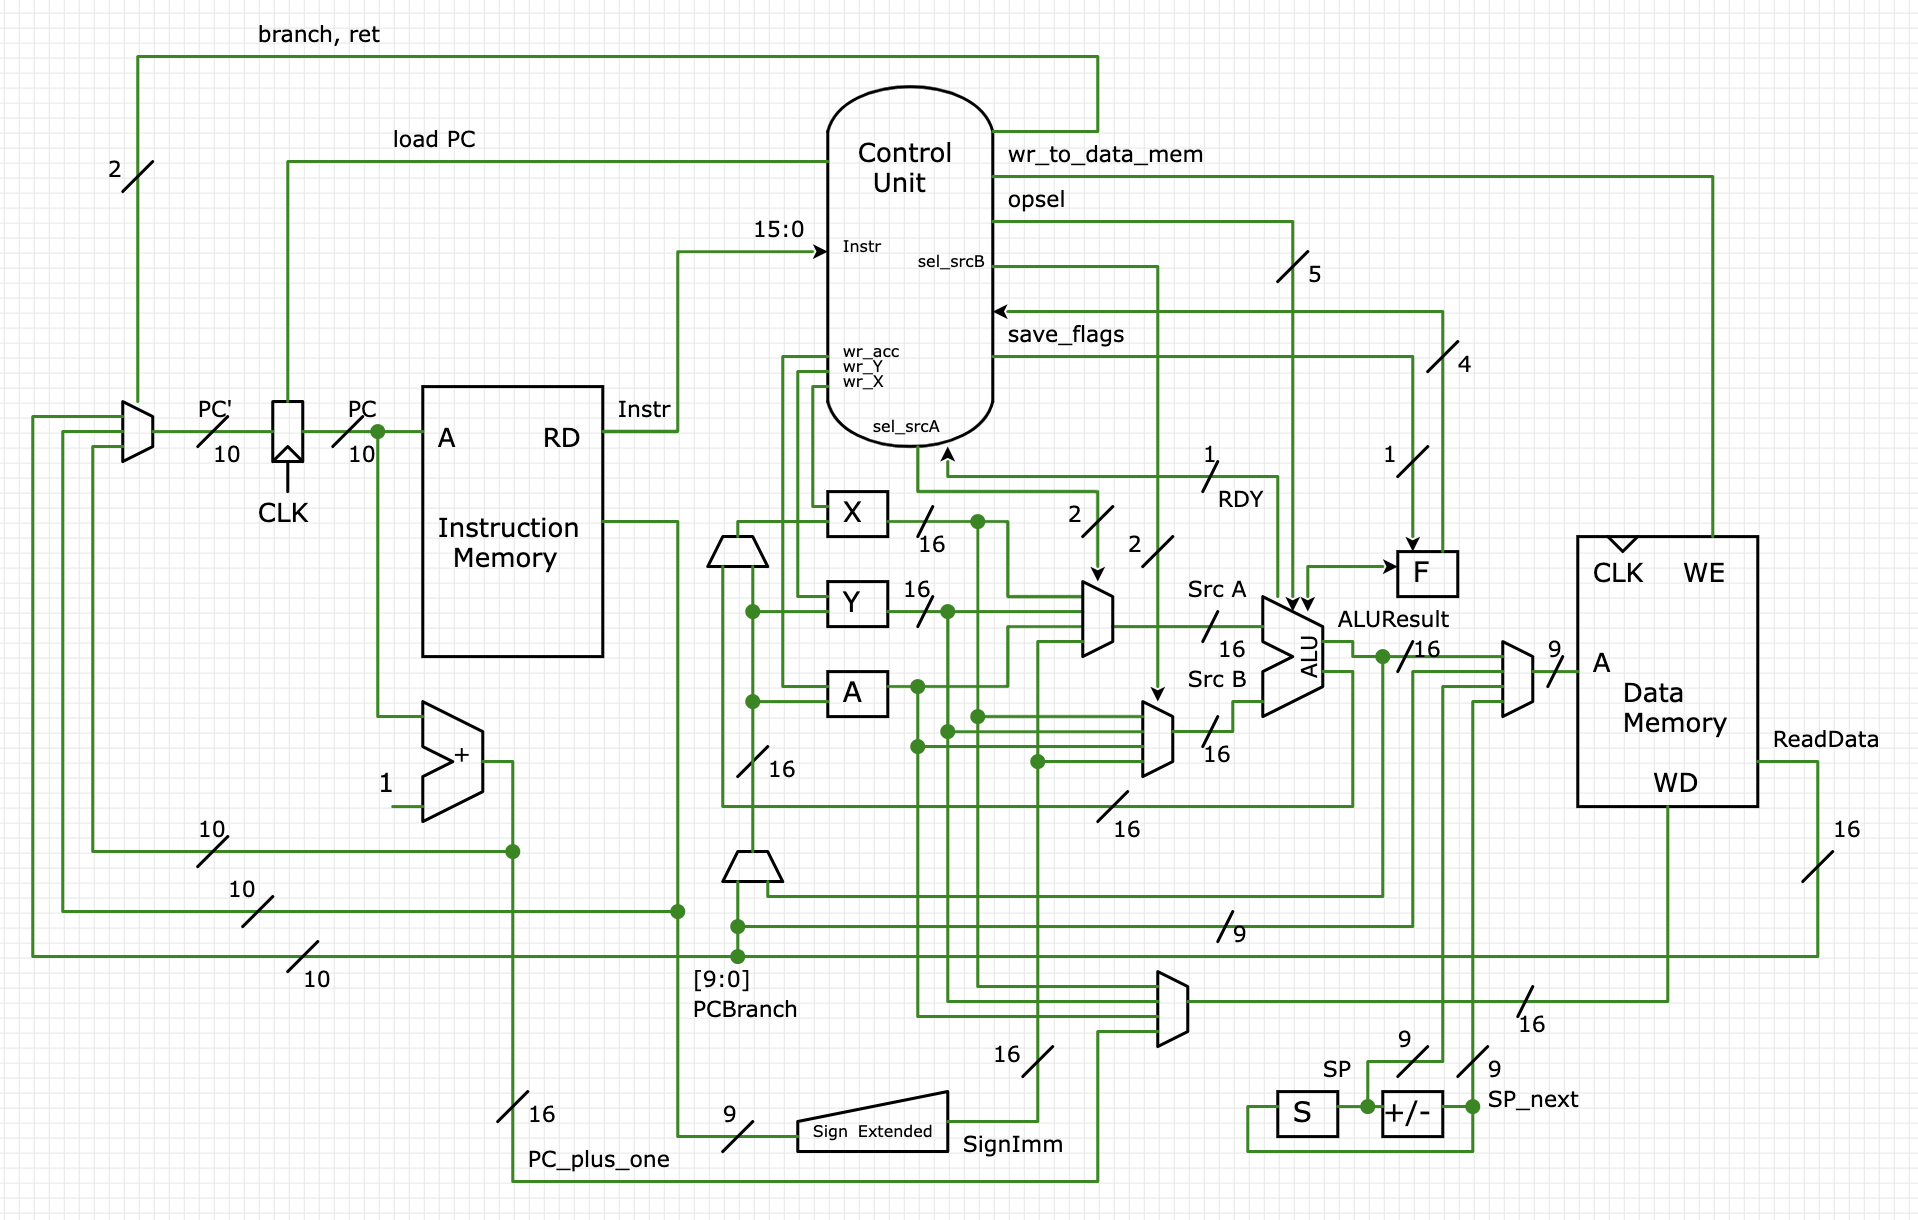 branch, ret
load PC
2
Control
Unit
wr_to_data_mem
opsel
15:0
Instr
sel_srcB
5
save_flags
4
wr_acc
wr_Y
wr_X
sel_srcA
PC'
10
PC
10
CLK
A
RD
Instr
Instruction
Memory
1
RDY
1
2
2
X
16
Y
16
A
16
Src A
16
Src B
16
ALU
F
ALUResult
16
9
CLK
WE
A
Data
Memory
WD
ReadData
16
+
1
16
10
10
10
9
[9:0]
PCBranch
16
16
9
SP
9
S
+/-
SP_next
16
PC_plus_one
9
Sign Extended
SignImm